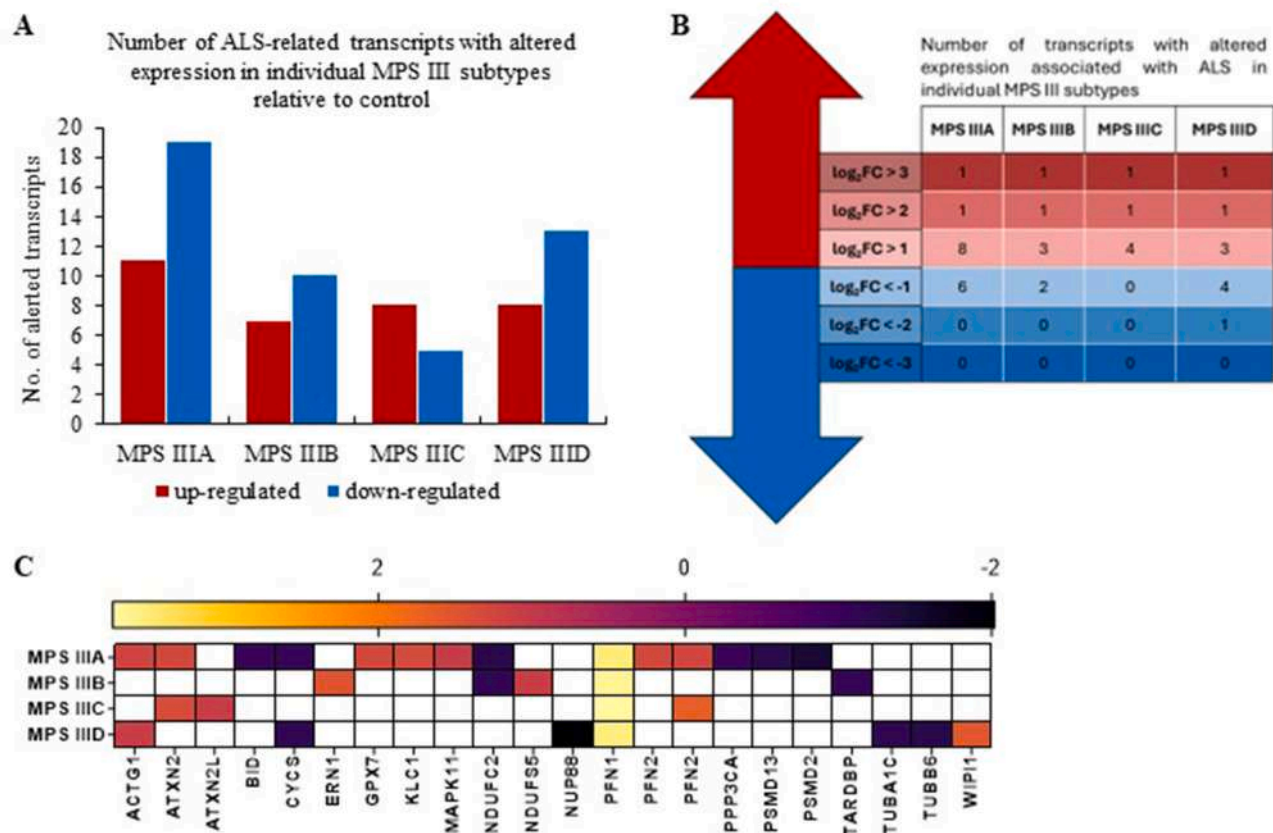 A
Number of ALS-related transcripts with altered
expression in individual MPS III subtypes
relative to control
No. of alerted transcripts
20
18
16
14
12
10
8
6
4
2
0
MPS IIIA MPS IIIB MPS IIIC MPS IIID
up-regulated down-regulated
B
Number of transcripts with altered
expression associated with ALS in
individual MPS III subtypes
MPS IIIA MPS IIIB MPS IIIC MPS IIID
log₂FC > 3 1 1 1 1
log₂FC > 2 1 1 1 1
log₂FC > 1 8 3 4 3
log₂FC < -1 6 2 0 4
log₂FC < -2 0 0 0 1
log₂FC < -3 0 0 0 0
C
2 0 -2
MPS IIIA
MPS IIIB
MPS IIIC
MPS IIID
ACTG1
ATXN2
ATXN2L
BID
CYCS
ERN1
GPX7
KLC1
MAPK11
NDUFC2
NDUFS5
NUP88
PFN1
PFN2
PFN2
PPP3CA
PSMD13
PSMD2
TARDBP
TUBA1C
TUBB6
WIPI1